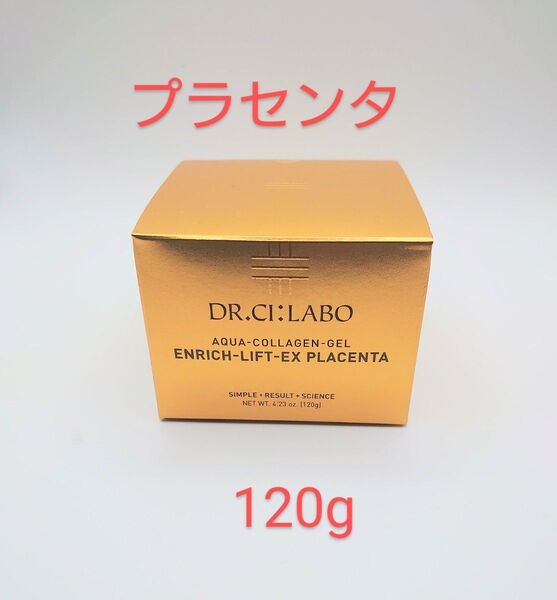 プラセンタ
DR.CI:LABO
AQUA-COLLAGEN-GEL
ENRICH-LIFT-EX PLACENTA
SIMPLE + RESULT + SCIENCE
NET WT. 4.23 oz. [120g]
120g